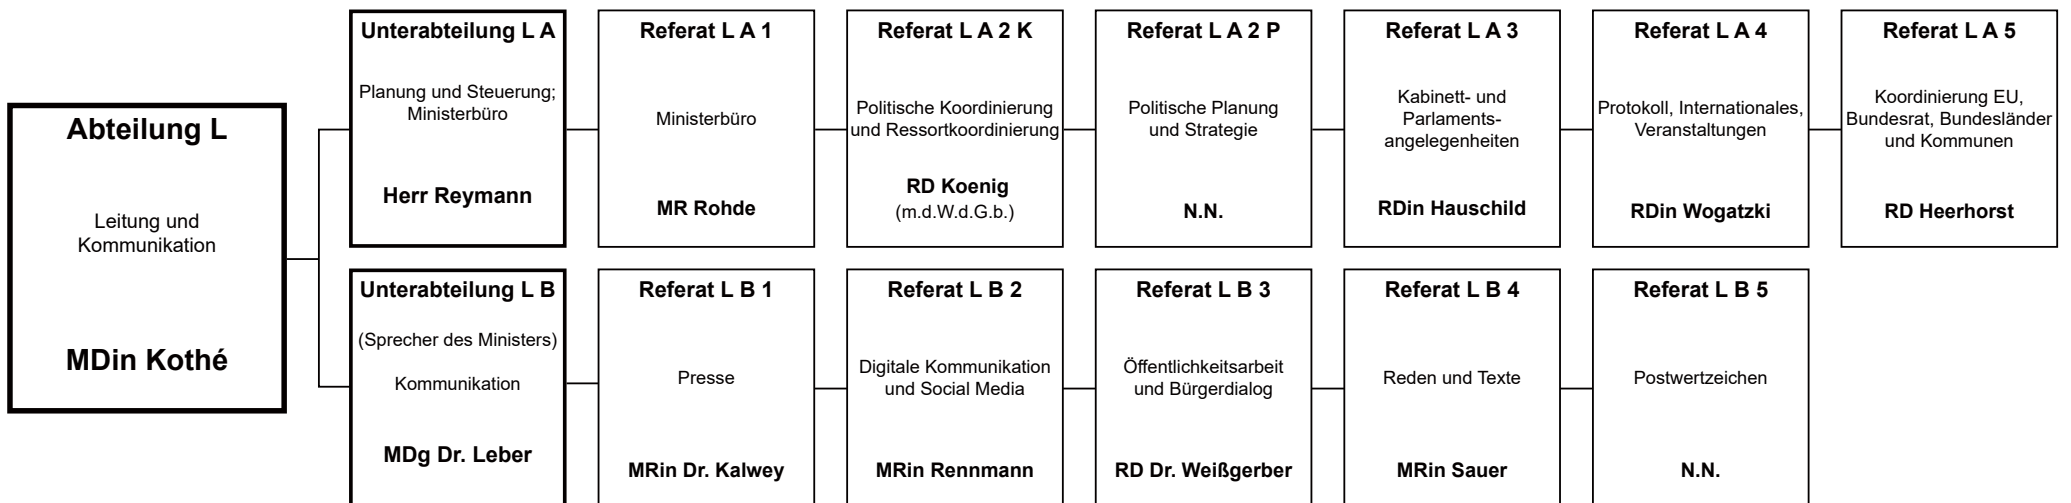 Abteilung L
Leitung und
Kommunikation
MDin Kothé
Unterabteilung L A
Planung und Steuerung;
Ministerbüro
Herr Reymann
Referat L A 1
Ministerbüro
MR Rohde
Referat L A 2 K
Politische Koordinierung
und Ressortkoordinierung
RD Koenig
(m.d.W.d.G.b.)
Referat L A 2 P
Politische Planung
und Strategie
N.N.
Referat L A 3
Kabinett- und
Parlaments-
angelegenheiten
RDin Hauschild
Referat L A 4
Protokoll, Internationales,
Veranstaltungen
RDin Wogatzki
Referat L A 5
Koordinierung EU,
Bundesrat, Bundesländer
und Kommunen
RD Heerhorst
Unterabteilung L B
(Sprecher des Ministers)
Kommunikation
MDg Dr. Leber
Referat L B 1
Presse
MRin Dr. Kalwey
Referat L B 2
Digitale Kommunikation
und Social Media
MRin Rennmann
Referat L B 3
Öffentlichkeitsarbeit
und Bürgerdialog
RD Dr. Weißgerber
Referat L B 4
Reden und Texte
MRin Sauer
Referat L B 5
Postwertzeichen
N.N.